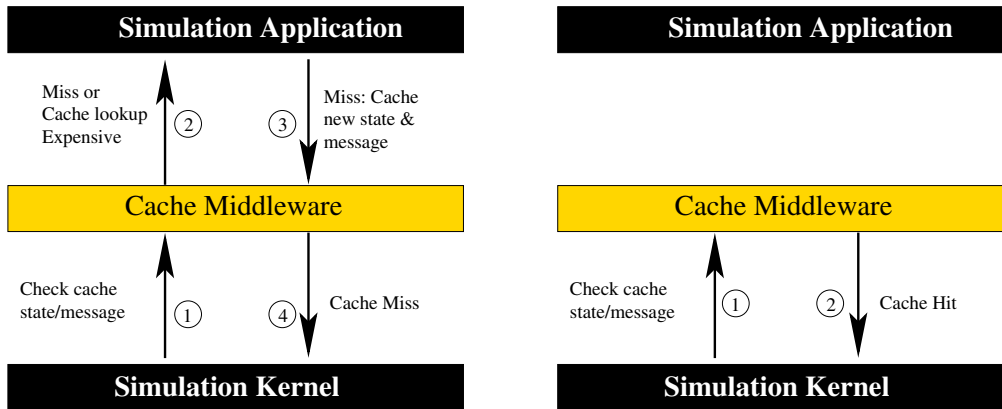 Simulation Application
Miss or
Cache lookup
Expensive
2
3
Miss: Cache
new state &
message
Cache Middleware
Check cache
state/message
1
4
Cache Miss
Simulation Kernel
Simulation Application
Cache Middleware
Check cache
state/message
1
2
Cache Hit
Simulation Kernel